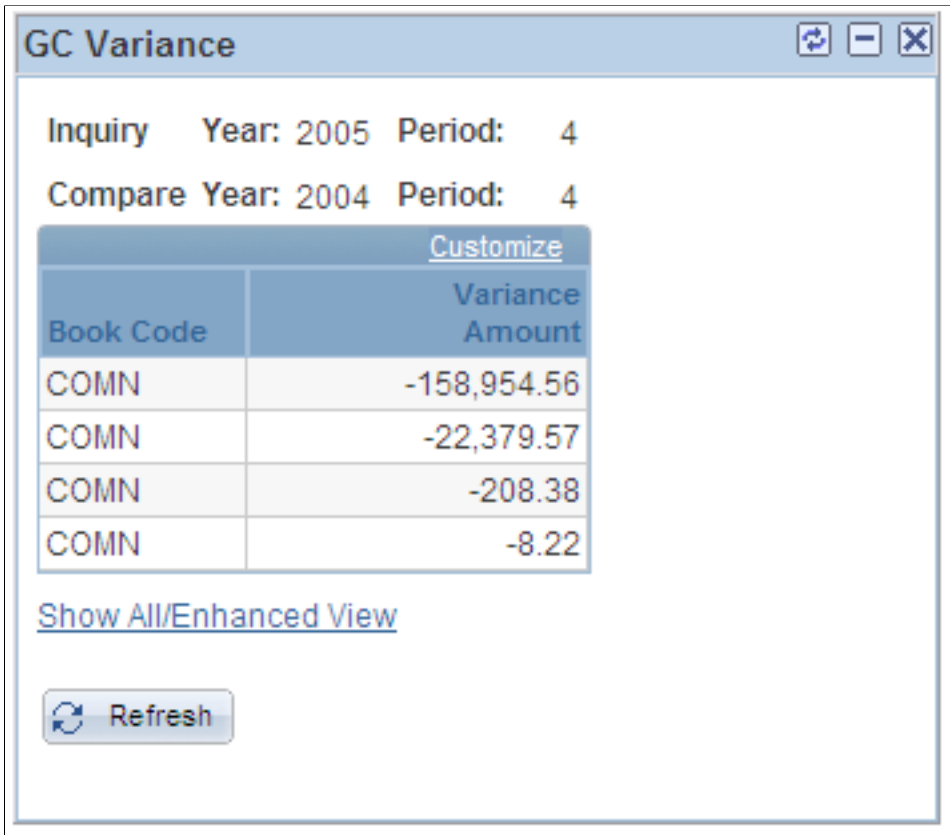 GC Variance
Inquiry Year: 2005 Period: 4
Compare Year: 2004 Period: 4
Customize
Book Code Variance Amount
COMN -158,954.56
COMN -22,379.57
COMN -208.38
COMN -8.22
Show All/Enhanced View
Refresh